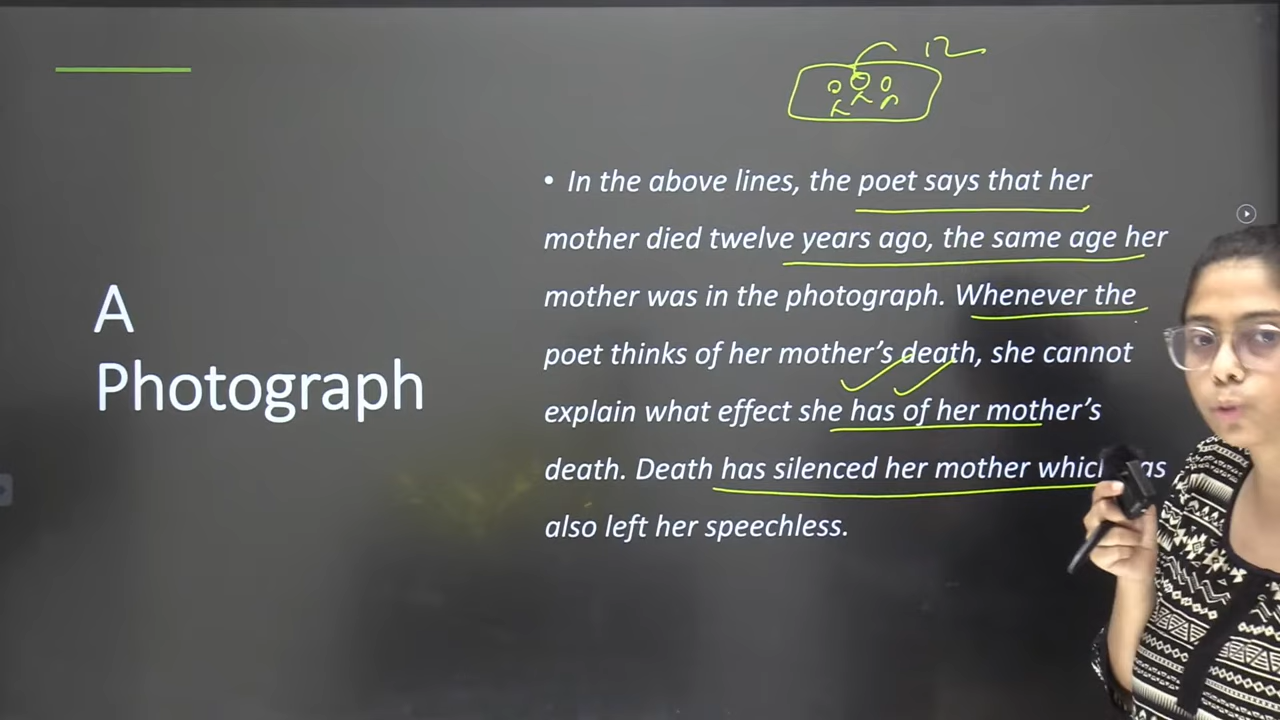 12
• In the above lines, the poet says that her
mother died twelve years ago, the same age her
mother was in the photograph. Whenever the
poet thinks of her mother's death, she cannot
explain what effect she has of her mother's
death. Death has silenced her mother which as
also left her speechless.
A
Photograph